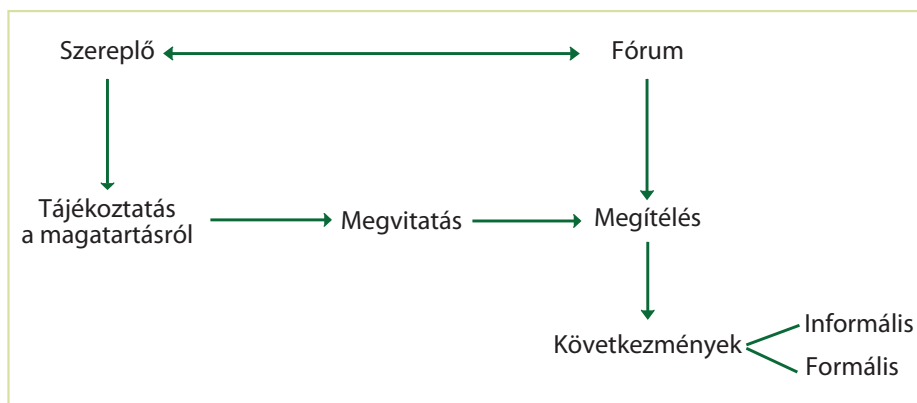 Szereplő
Fórum
Tájékoztatás
a magatartásról
Megvitatás
Megítélés
Következmények
Informális
Formális